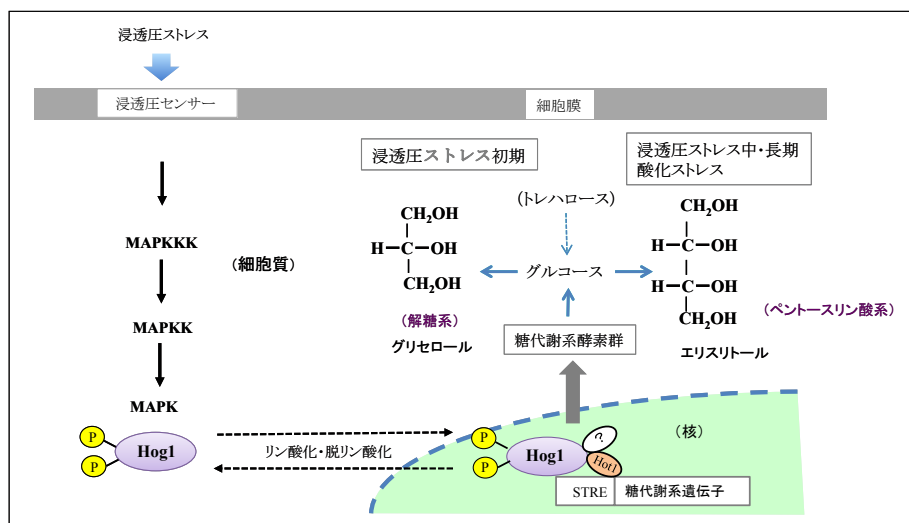 浸透圧ストレス
浸透圧センサー
細胞膜
浸透圧ストレス初期
浸透圧ストレス中・長期
酸化ストレス
(トレハロース)
CH2OH
H─C─OH
CH2OH
グルコース
CH2OH
H─C─OH
H─C─OH
CH2OH
(解糖系)
グリセロール
糖代謝系酵素群
(ペントースリン酸系)
エリスリトール
MAPKKK
(細胞質)
MAPKK
MAPK
P
P
Hog1
リン酸化・脱リン酸化
(核)
P
P
Hog1
?
Hot1
STRE
糖代謝系遺伝子